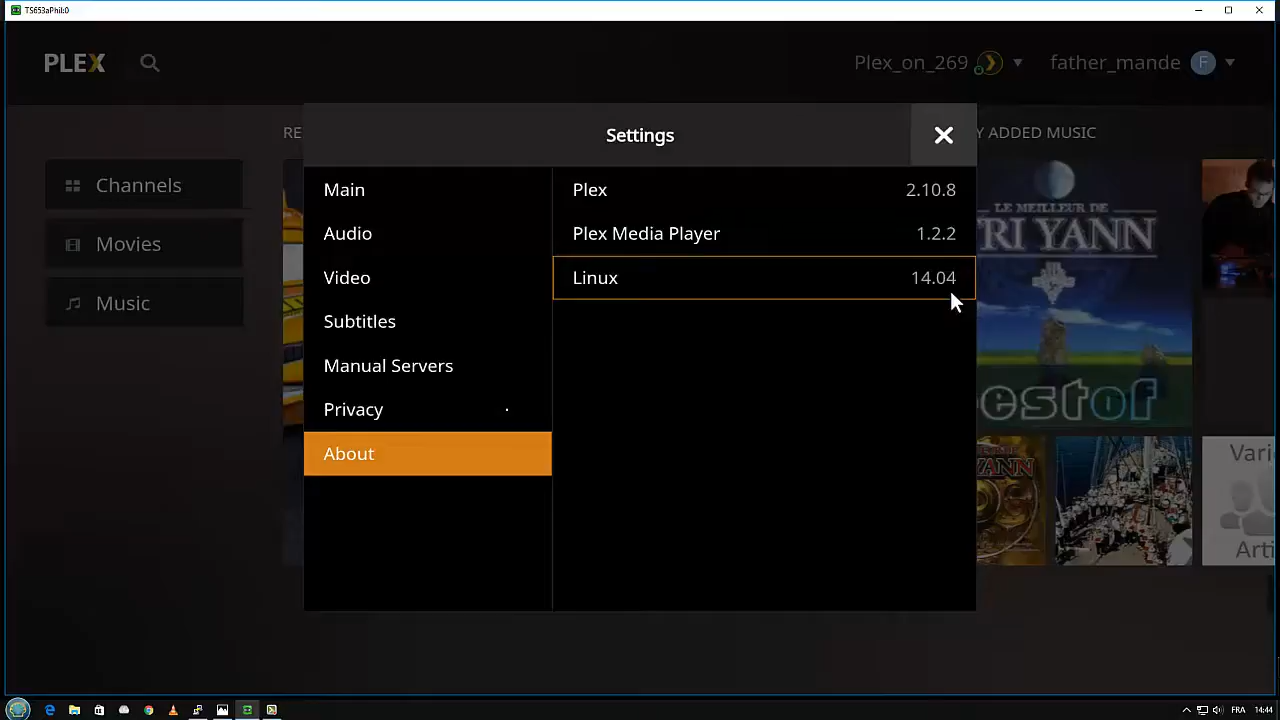 TS653aPhil:0
PLEX
Plex_on_269
father_mande F
RE
Y ADDED MUSIC
Settings
Channels
Movies
Music
Main
Audio
Video
Subtitles
Manual Servers
Privacy
About
Plex 2.10.8
Plex Media Player 1.2.2
Linux 14.04
LE MEILLEUR DE
TRI YANN
estof
YANN
Vari
Arti
FRA
14:44